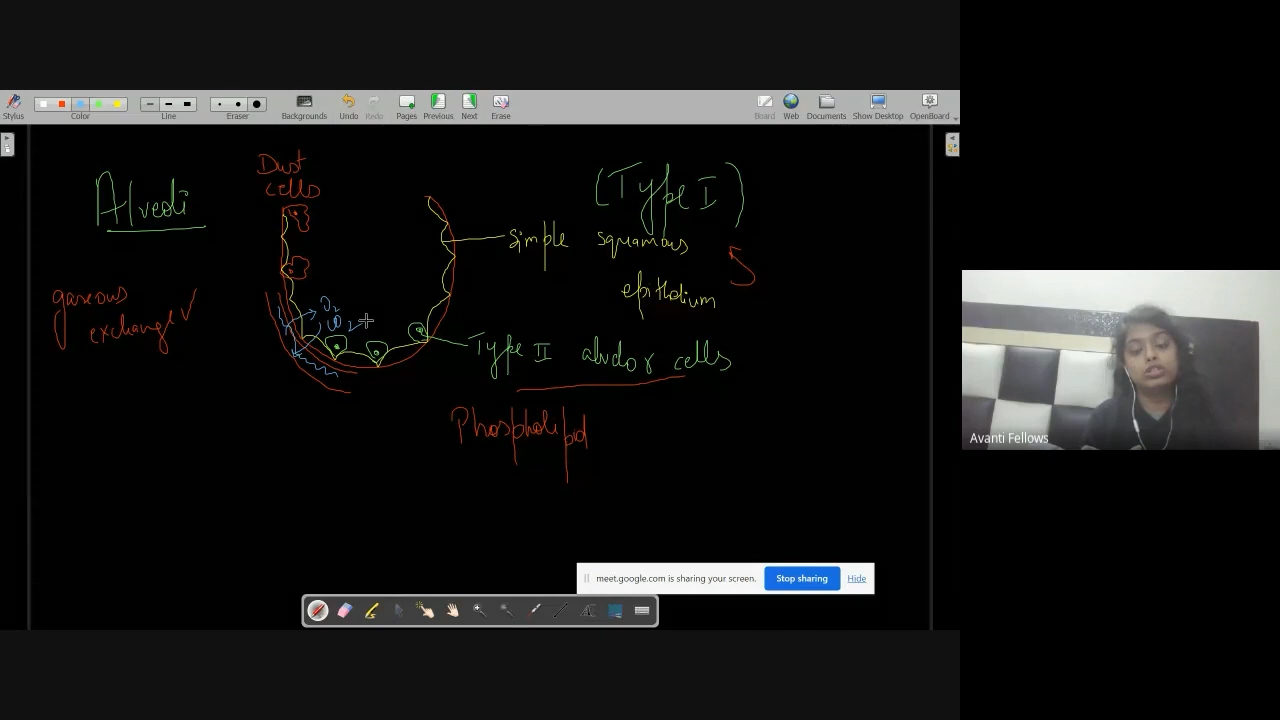 Stylus
Color
Line
Eraser
Backgrounds
Undo
Redo
Pages
Previous
Next
Erase
Board
Web
Documents
Show Desktop
OpenBoard
Alveoli
Dust
cells
(Type I)
simple squamous
epithelium
gaseous
exchange ✓
O2
CO2
Type II alveolar cells
Phospholipid
Avanti Fellows
meet.google.com is sharing your screen.
Stop sharing
Hide